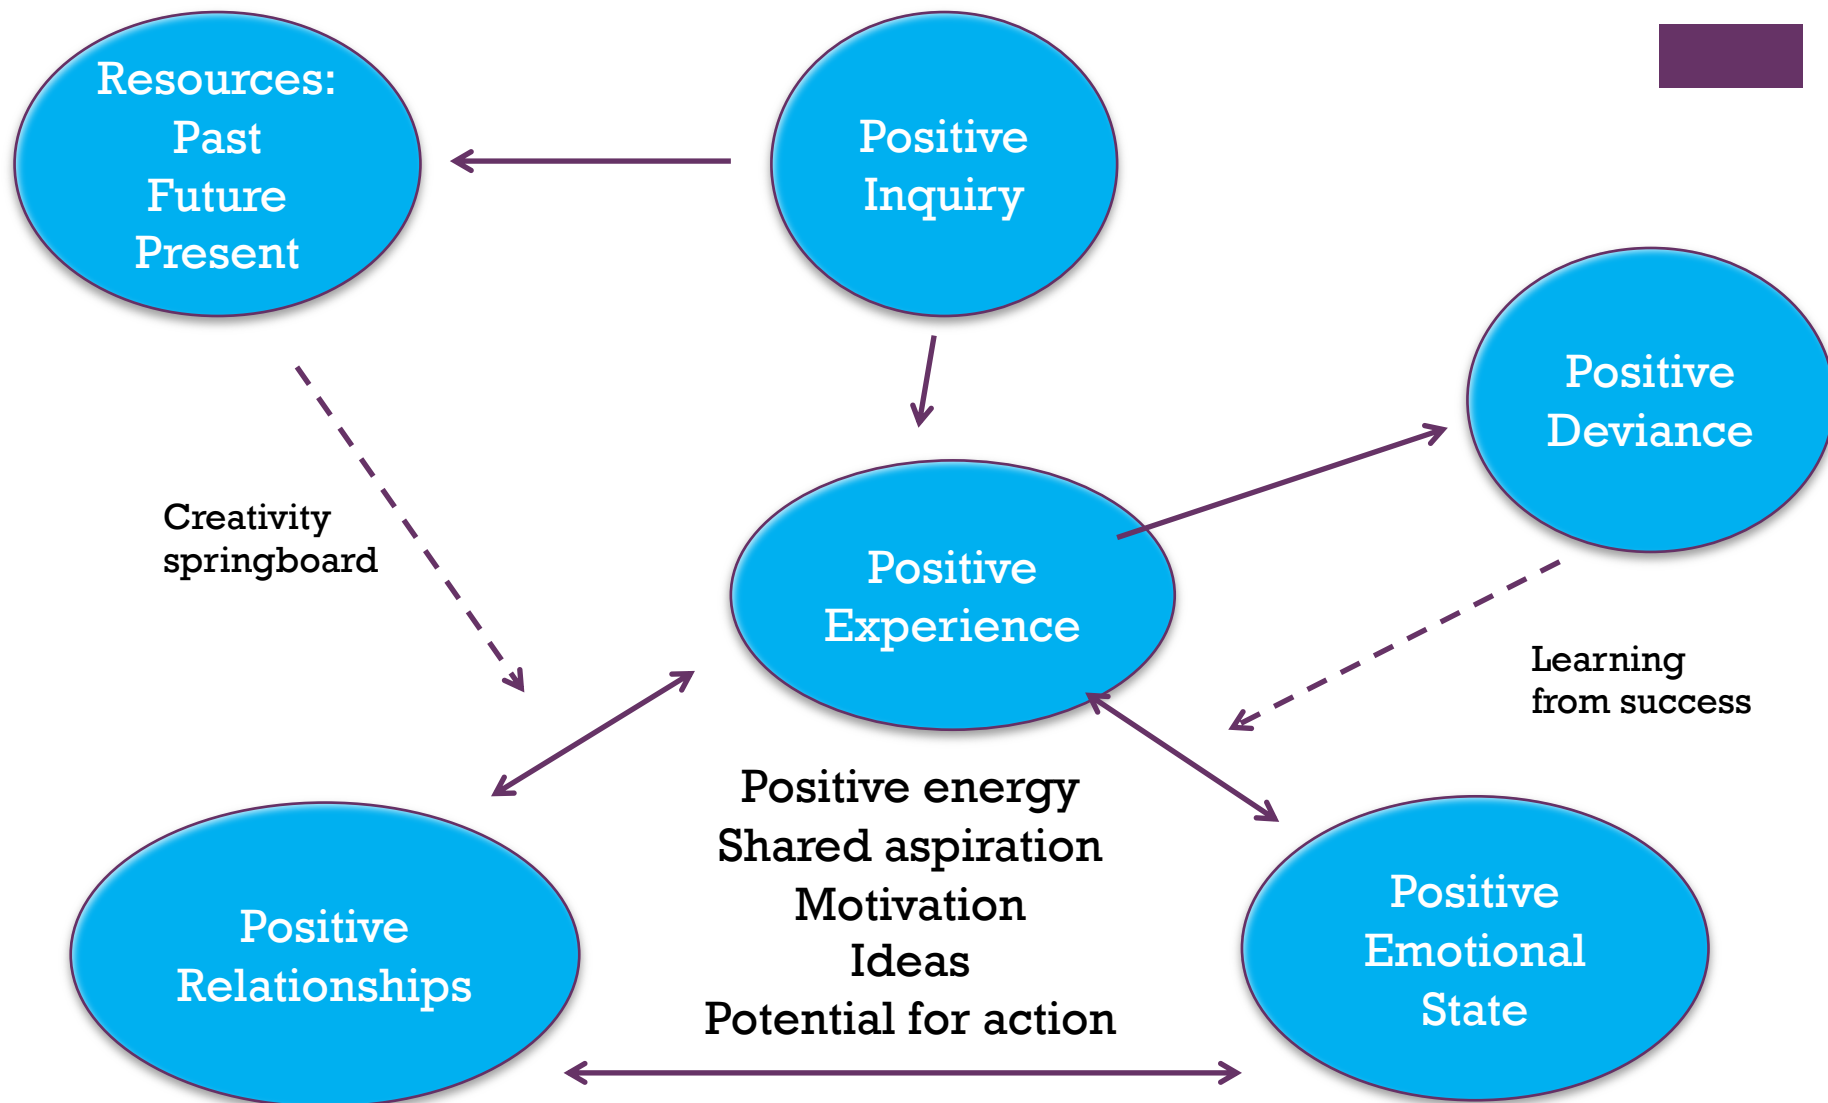 Resources:
Past
Future
Present
Positive
Inquiry
Positive
Deviance
Creativity
springboard
Positive
Experience
Learning
from success
Positive energy
Shared aspiration
Motivation
Ideas
Potential for action
Positive
Relationships
Positive
Emotional
State